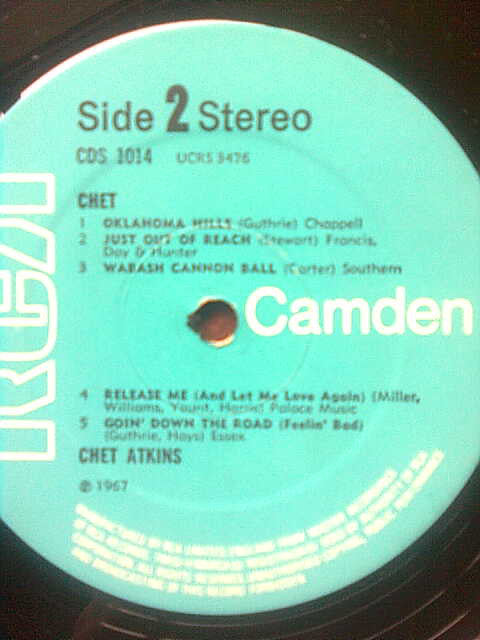 Side 2 Stereo
CDS 1014 UCRS 3476
CHET
1 OKLAHOMA HILLS (Guthrie) Chappell
2 JUST OUT OF REACH (Stewart) Francis,
Day & Hunter
3 WABASH CANNON BALL (Carter) Southern
RCA
Camden
4 RELEASE ME (And Let Me Love Again) (Miller,
Williams, Yount, Harris) Palace Music
5 GOIN' DOWN THE ROAD (Feelin' Bad)
(Guthrie, Hays) Essex
CHET ATKINS
℗ 1967